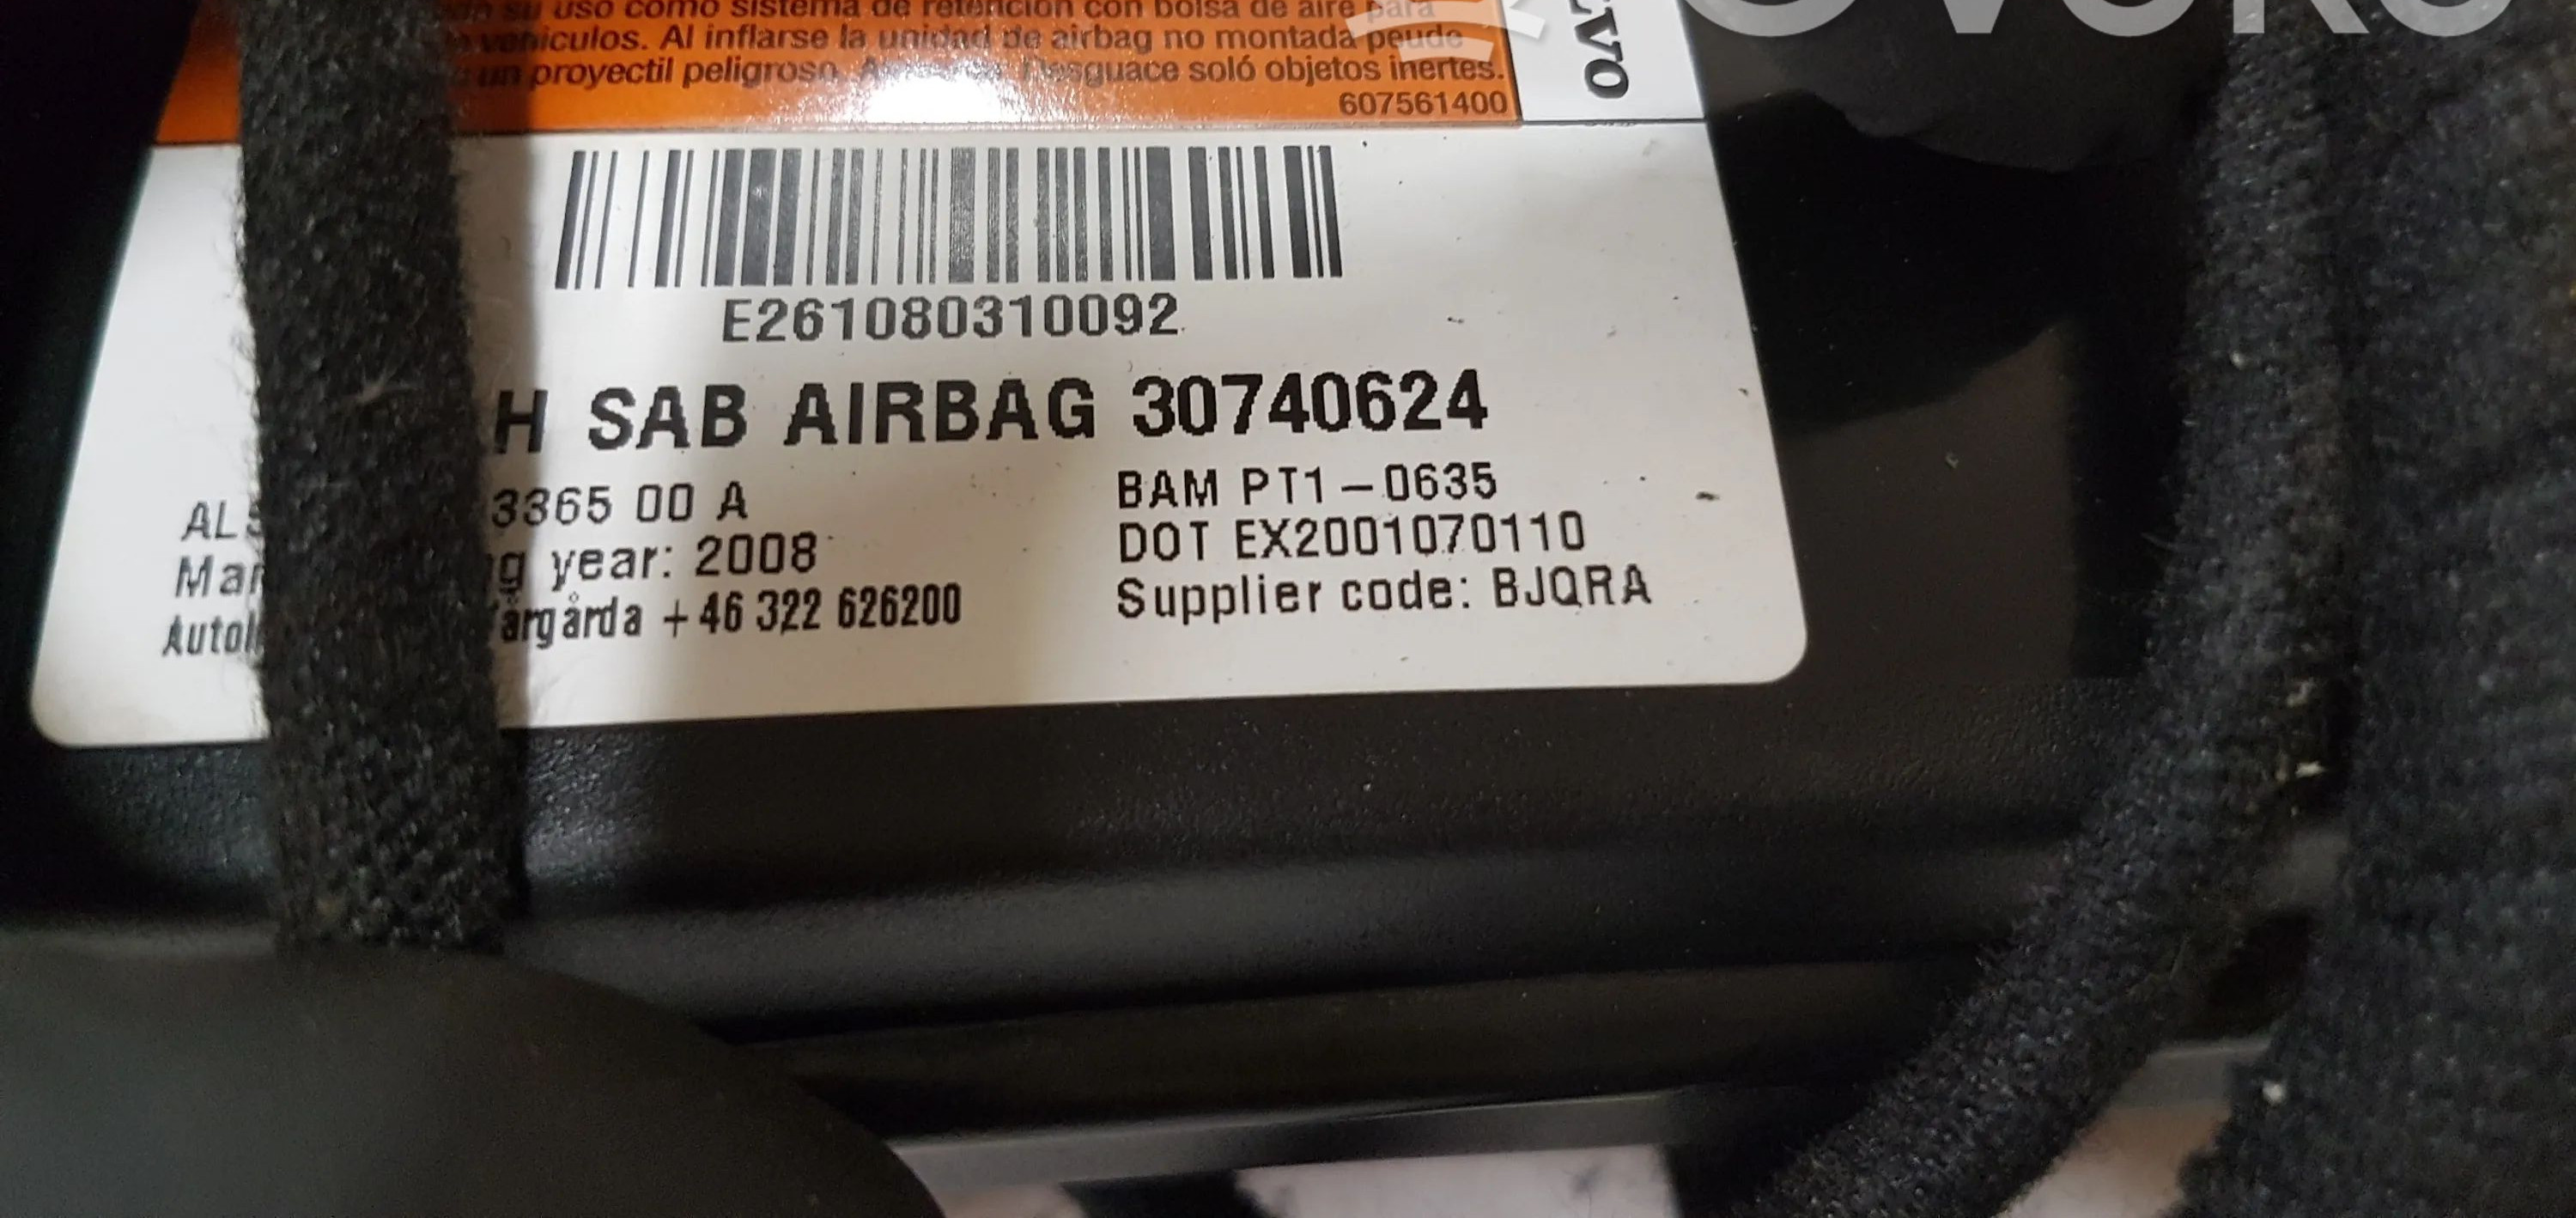 su uso como sistema de retención con bolsa de aire para
vehiculos. Al inflarse la unidad de airbag no montada peude
un proyectil peligroso. Desguace soló objetos inertes.
607561400
E261080310092
H SAB AIRBAG 30740624
3365 00 A
year: 2008
+46 322 626200
BAM PT1-0635
DOT EX2001070110
Supplier code: BJQRA